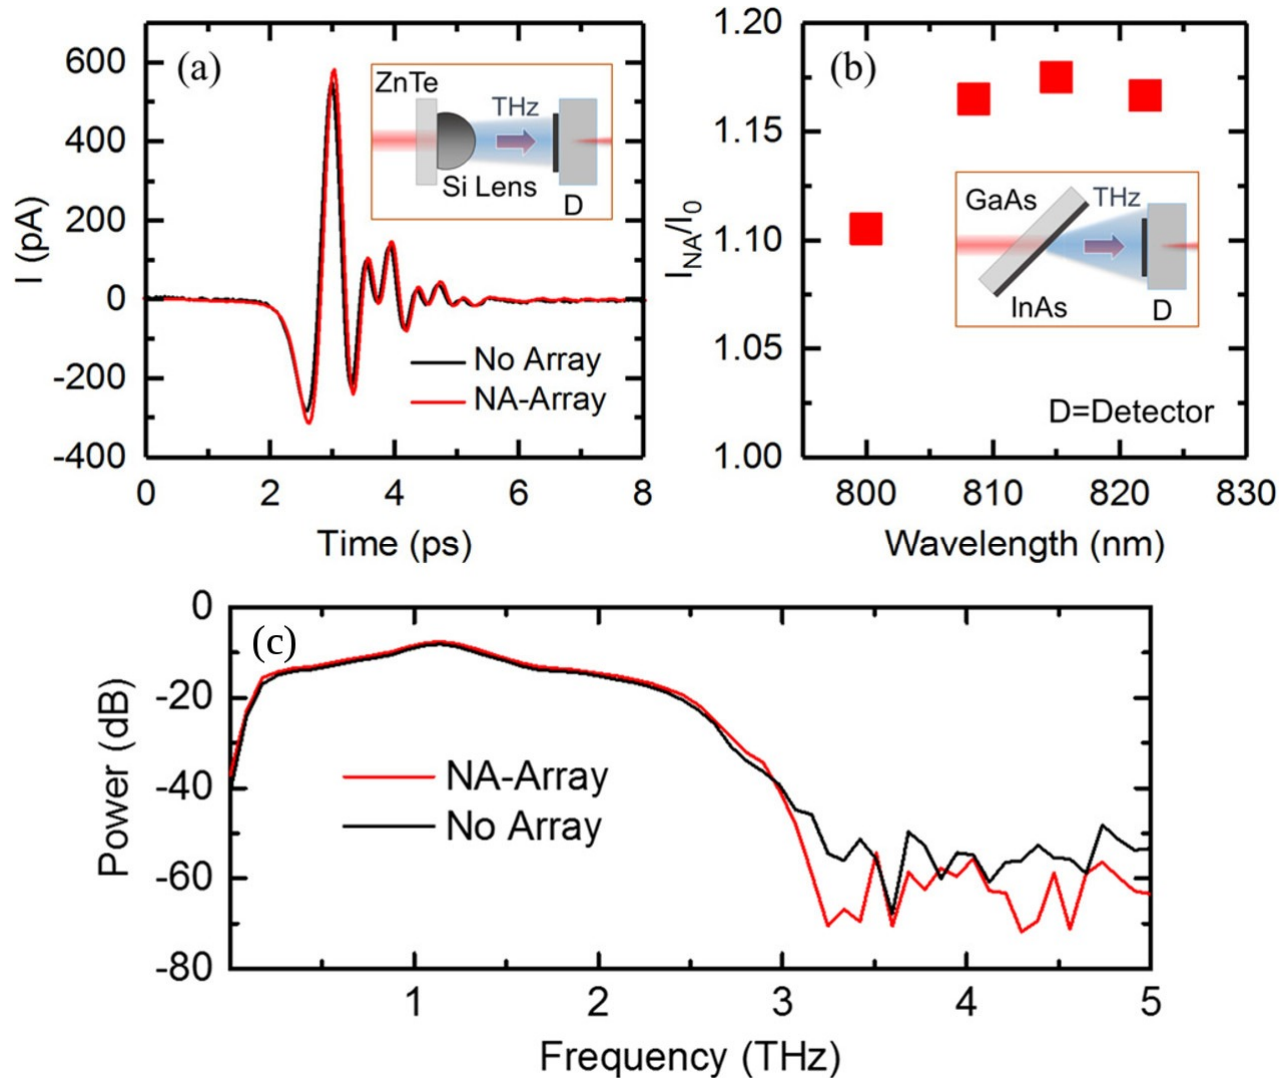 (a)
600
400
200
0
-200
-400
I (pA)
ZnTe
THz
Si Lens
D
No Array
NA-Array
0 2 4 6 8
Time (ps)
(b)
1.20
1.15
1.10
1.05
1.00
I_NA/I_0
GaAs
THz
InAs
D
D=Detector
800 810 820 830
Wavelength (nm)
(c)
0
-20
-40
-60
-80
Power (dB)
NA-Array
No Array
1 2 3 4 5
Frequency (THz)